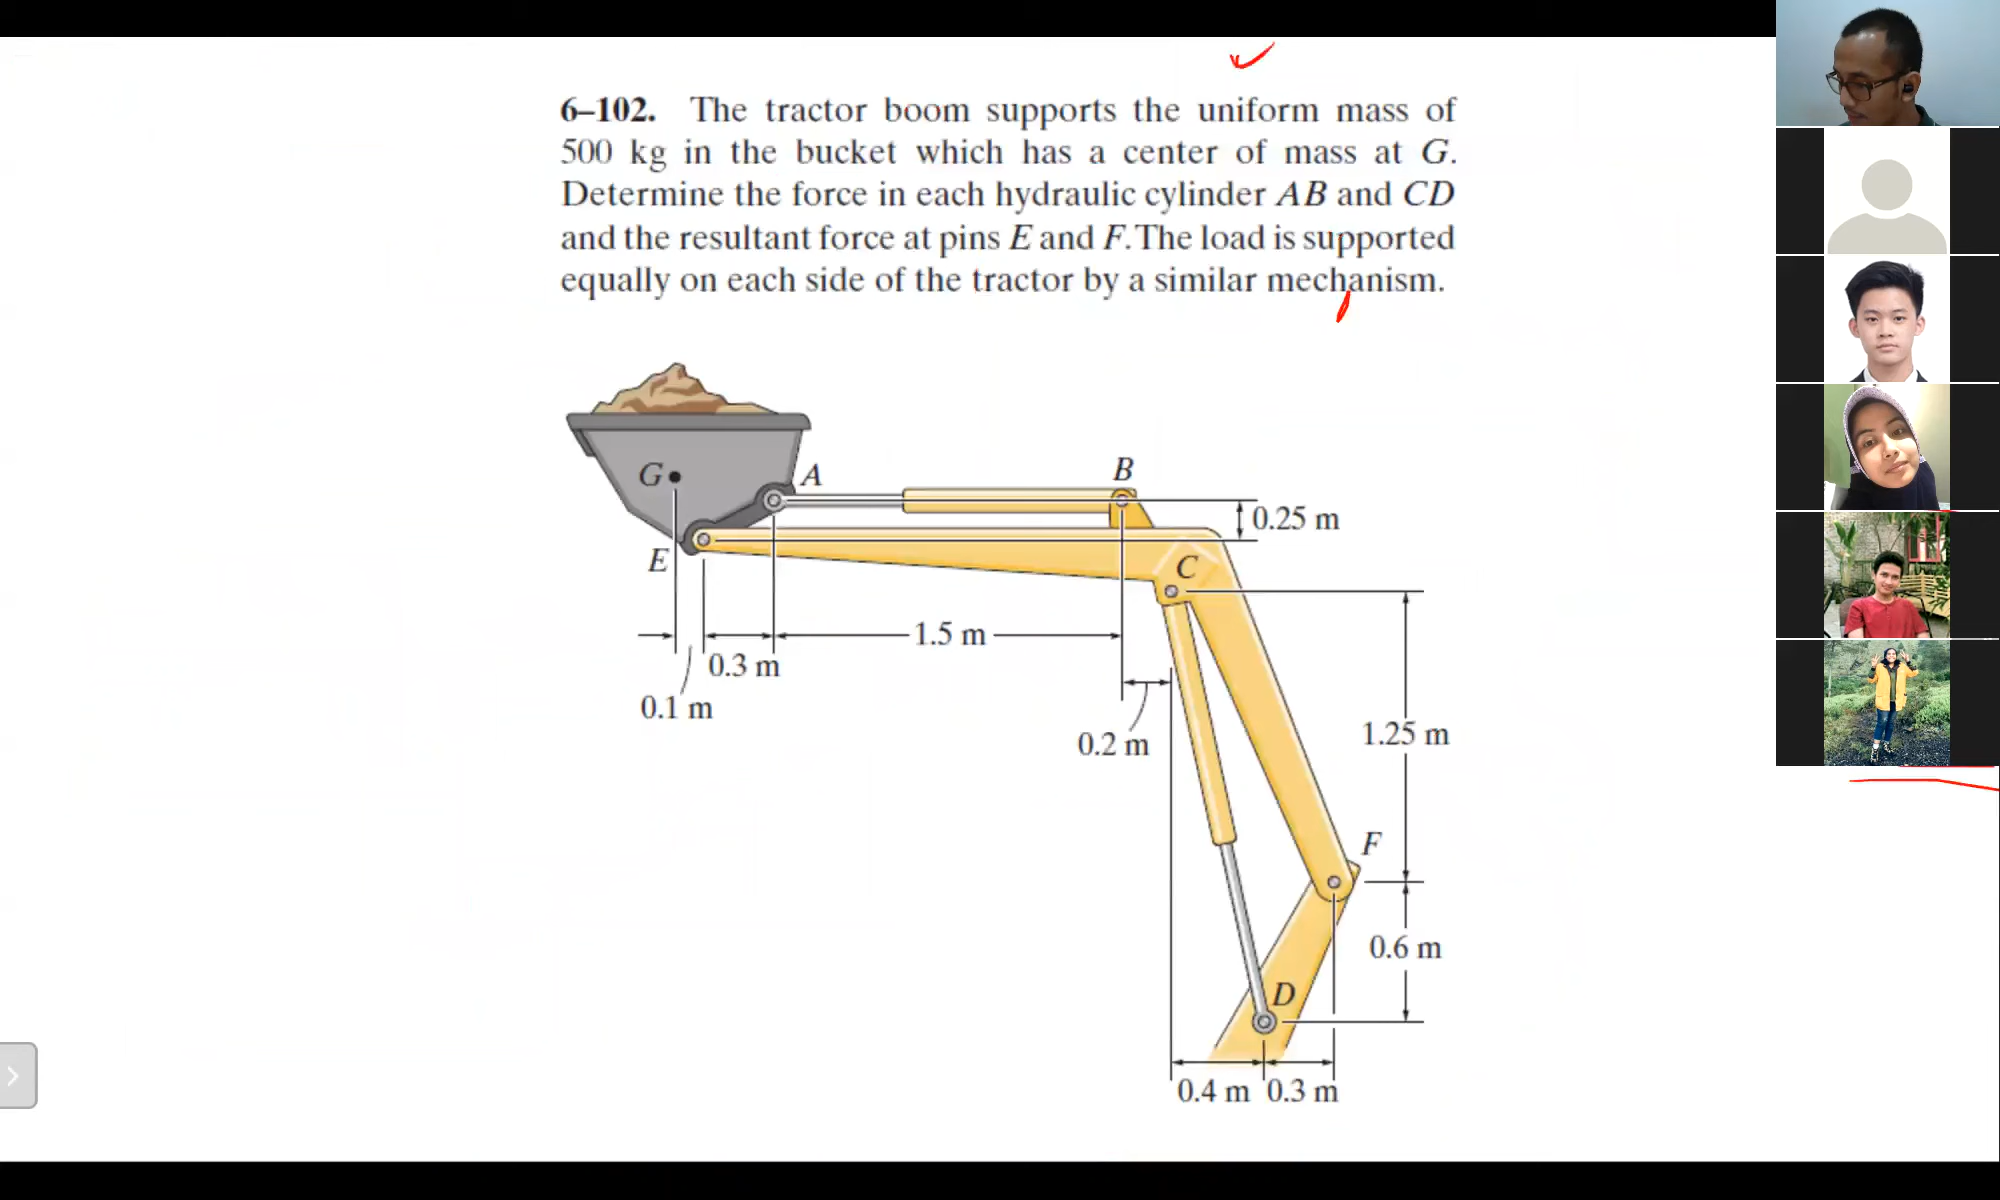 6–102. The tractor boom supports the uniform mass of
500 kg in the bucket which has a center of mass at G.
Determine the force in each hydraulic cylinder AB and CD
and the resultant force at pins E and F. The load is supported
equally on each side of the tractor by a similar mechanism.
G
A
B
0.25 m
E
C
1.5 m
0.3 m
0.1 m
0.2 m
1.25 m
F
0.6 m
D
0.4 m
0.3 m